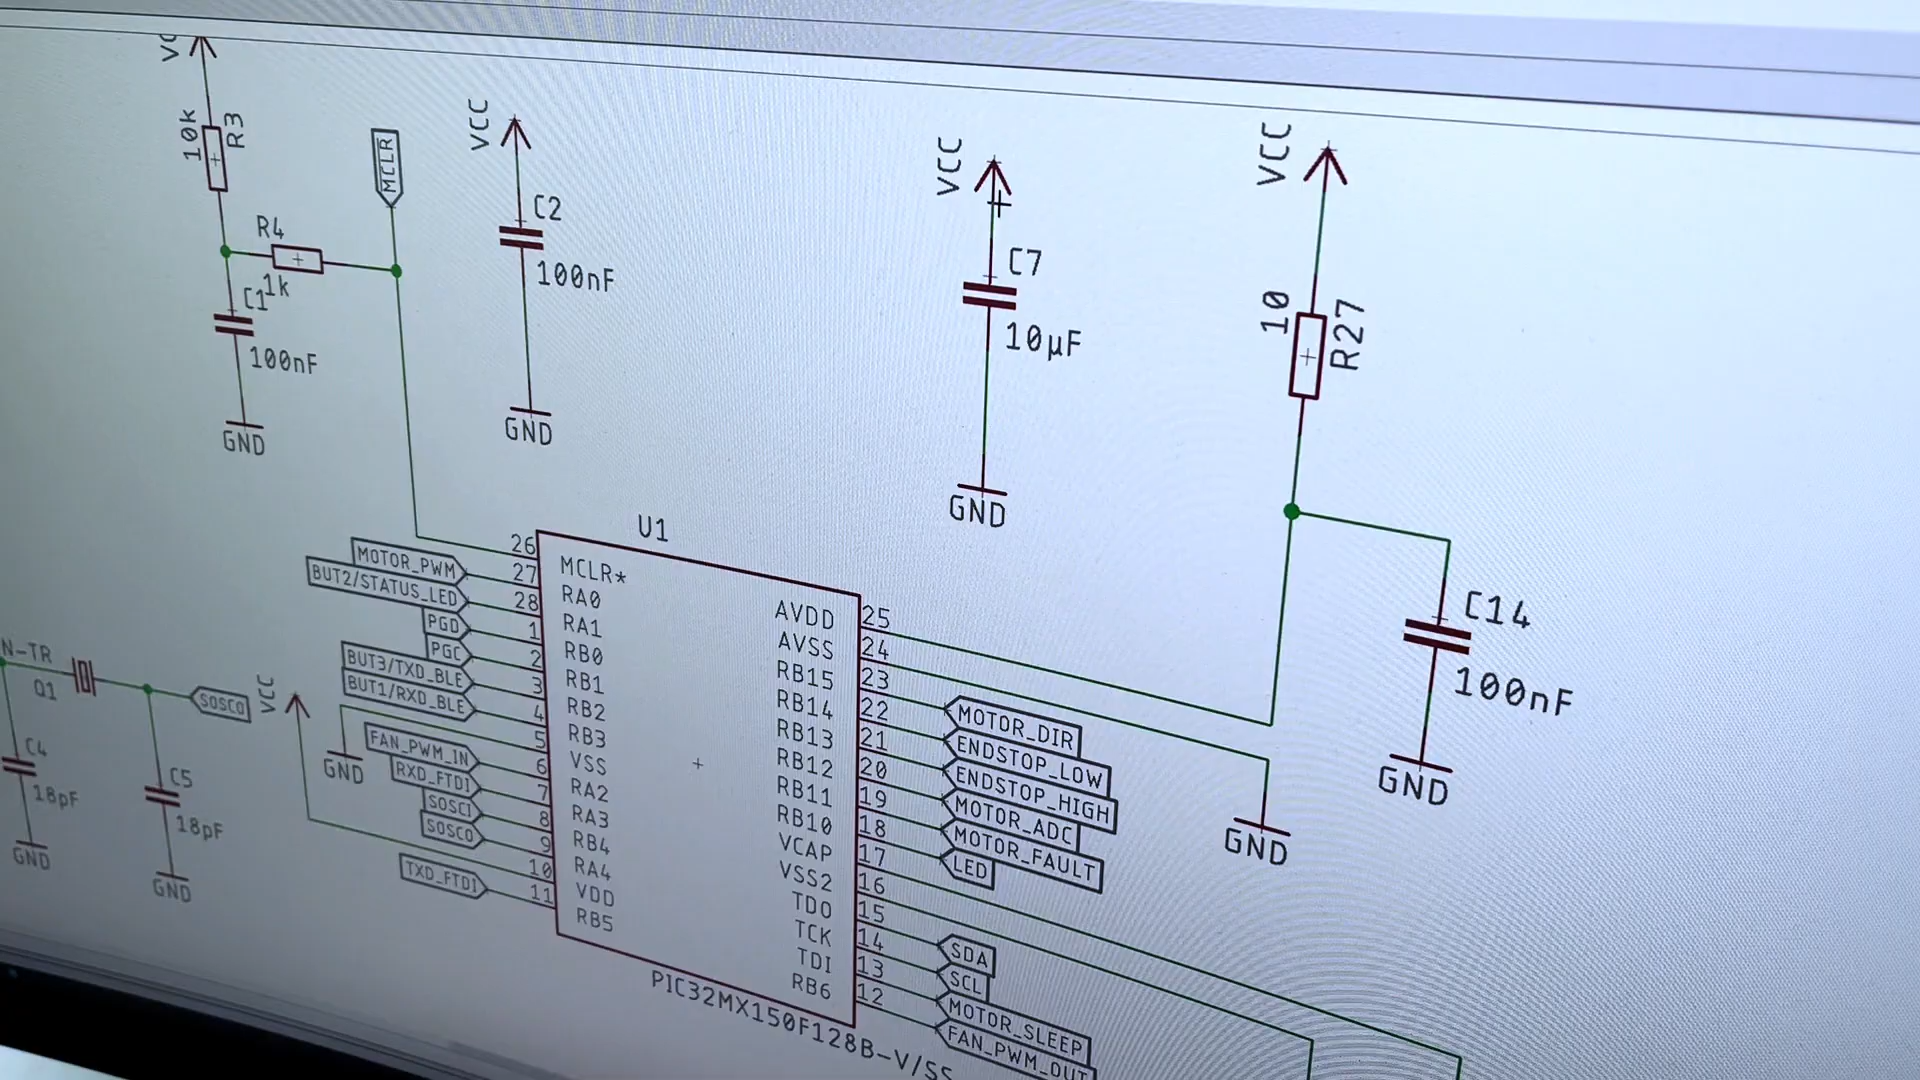 VCC
10k
R3
MCLR
R4
1k
C1
100nF
GND
VCC
C2
100nF
GND
VCC
C7
10µF
GND
VCC
10
R27
C14
100nF
GND
GND
U1
26
27
28
1
2
3
4
5
6
7
8
9
10
11
MOTOR_PWM
BUT2/STATUS_LED
PGD
PGC
BUT3/TXD_BLE
BUT1/RXD_BLE
FAN_PWM_IN
GND
RXD_FTDI
SOSCI
SOSCO
TXD_FTDI
VCC
MCLR*
RA0
RA1
RB0
RB1
RB2
RB3
VSS
RA2
RA3
RB4
RA4
VDD
RB5
AVDD
AVSS
RB15
RB14
RB13
RB12
RB11
RB10
VCAP
VSS2
TDO
TCK
TDI
RB6
25
24
23
22
21
20
19
18
17
16
15
14
13
12
MOTOR_DIR
ENDSTOP_LOW
ENDSTOP_HIGH
MOTOR_ADC
MOTOR_FAULT
LED
SDA
SCL
MOTOR_SLEEP
FAN_PWM_OUT
PIC32MX150F128B-V/SS
N-TR
Q1
SOSCO
C4
18pF
GND
C5
18pF
GND